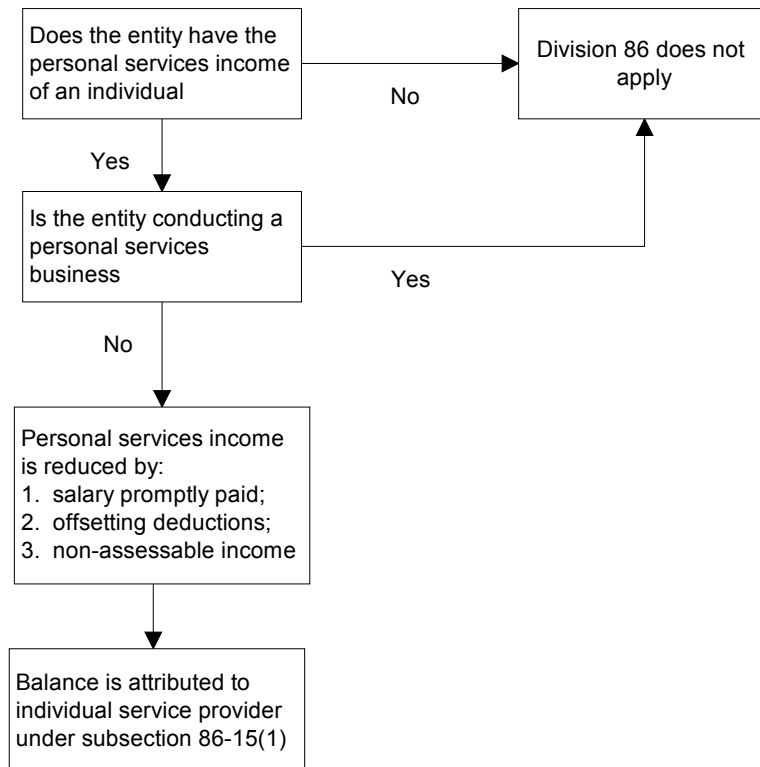 Does the entity have the
personal services income
of an individual
Division 86 does not
apply
No
Yes
Is the entity conducting a
personal services
business
Yes
No
Personal services income
is reduced by:
1. salary promptly paid;
2. offsetting deductions;
3. non-assessable income
Balance is attributed to
individual service provider
under subsection 86-15(1)